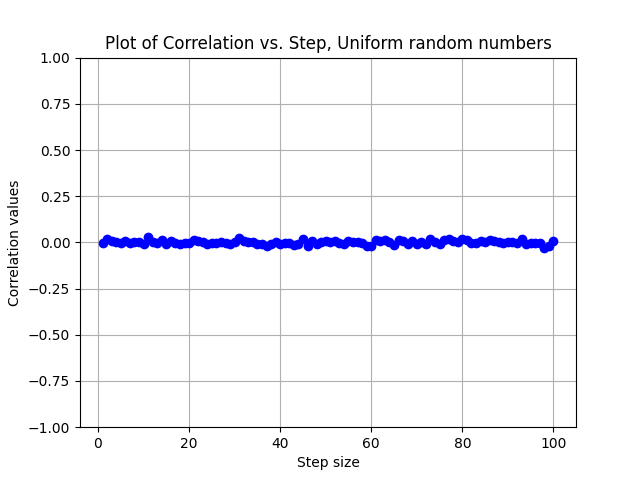 Plot of Correlation vs. Step, Uniform random numbers
1.00
0.75
0.50
0.25
0.00
−0.25
−0.50
−0.75
−1.00
Correlation values
0 20 40 60 80 100
Step size